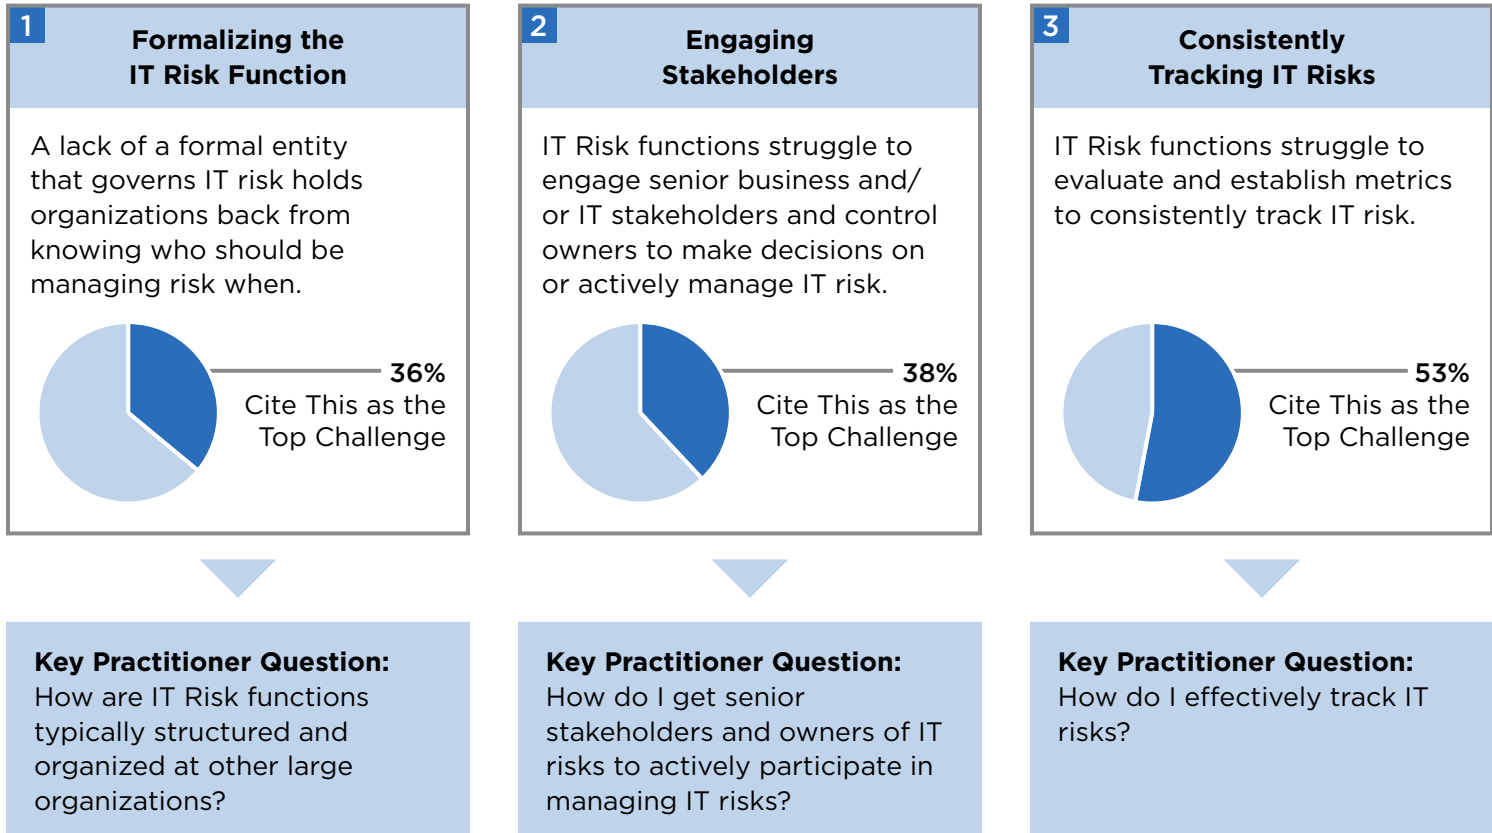 1
Formalizing the
IT Risk Function
A lack of a formal entity
that governs IT risk holds
organizations back from
knowing who should be
managing risk when.
36%
Cite This as the
Top Challenge
Key Practitioner Question:
How are IT Risk functions
typically structured and
organized at other large
organizations?
2
Engaging
Stakeholders
IT Risk functions struggle to
engage senior business and/
or IT stakeholders and control
owners to make decisions on
or actively manage IT risk.
38%
Cite This as the
Top Challenge
Key Practitioner Question:
How do I get senior
stakeholders and owners of IT
risks to actively participate in
managing IT risks?
3
Consistently
Tracking IT Risks
IT Risk functions struggle to
evaluate and establish metrics
to consistently track IT risk.
53%
Cite This as the
Top Challenge
Key Practitioner Question:
How do I effectively track IT
risks?